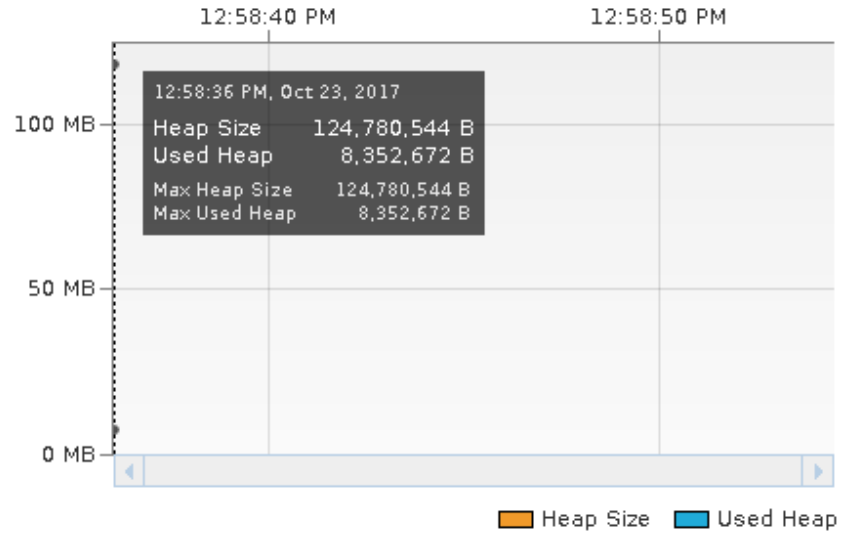 12:58:40 PM 12:58:50 PM
12:58:36 PM, Oct 23, 2017
100 MB
Heap Size 124,780,544 B
Used Heap 8,352,672 B
Max Heap Size 124,780,544 B
Max Used Heap 8,352,672 B
50 MB
0 MB
Heap Size Used Heap